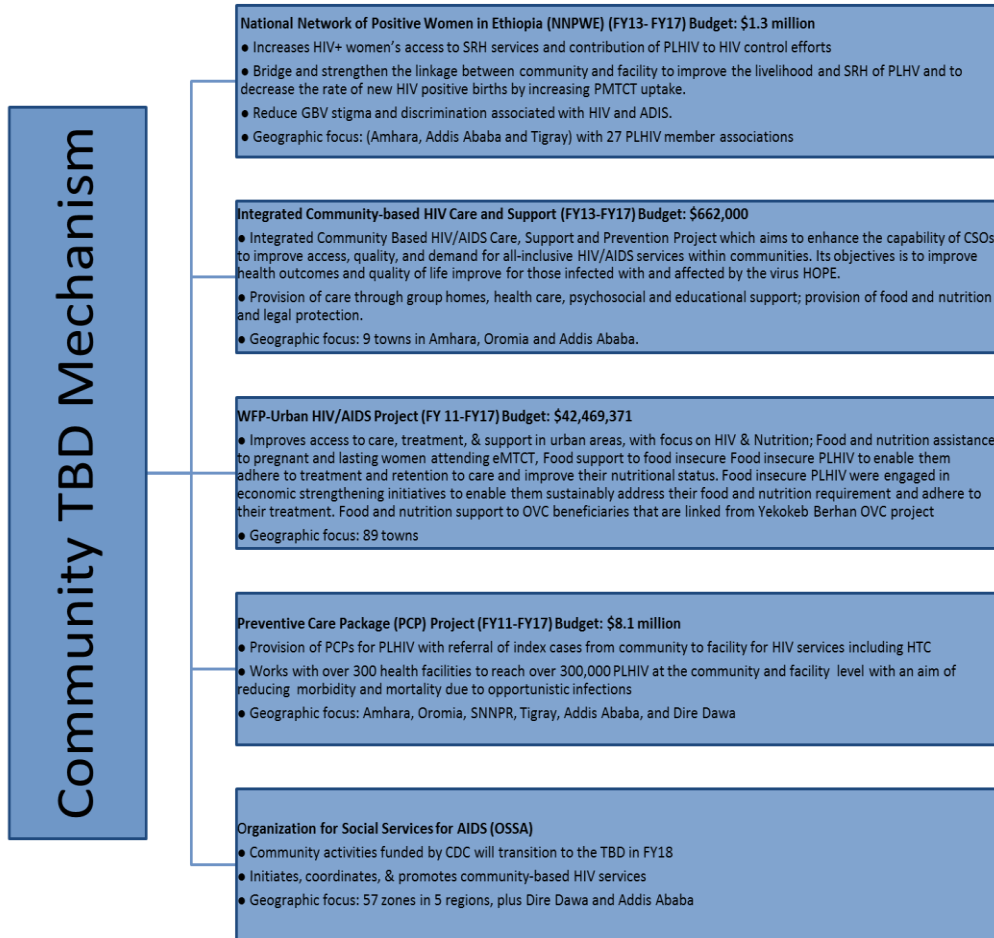 Community TBD Mechanism
National Network of Positive Women in Ethiopia (NNPWE) (FY13- FY17) Budget: $1.3 million
● Increases HIV+ women's access to SRH services and contribution of PLHIV to HIV control efforts
● Bridge and strengthen the linkage between community and facility to improve the livelihood and SRH of PLHV and to
decrease the rate of new HIV positive births by increasing PMTCT uptake.
● Reduce GBV stigma and discrimination associated with HIV and ADIS.
● Geographic focus: (Amhara, Addis Ababa and Tigray) with 27 PLHIV member associations
Integrated Community-based HIV Care and Support (FY13-FY17) Budget: $662,000
● Integrated Community Based HIV/AIDS Care, Support and Prevention Project which aims to enhance the capability of CSOs
to improve access, quality, and demand for all-inclusive HIV/AIDS services within communities. Its objectives is to improve
health outcomes and quality of life improve for those infected with and affected by the virus HOPE.
● Provision of care through group homes, health care, psychosocial and educational support; provision of food and nutrition
and legal protection.
● Geographic focus: 9 towns in Amhara, Oromia and Addis Ababa.
WFP-Urban HIV/AIDS Project (FY 11-FY17) Budget: $42,469,371
● Improves access to care, treatment, & support in urban areas, with focus on HIV & Nutrition; Food and nutrition assistance
to pregnant and lasting women attending eMTCT, Food support to food insecure Food insecure PLHIV to enable them
adhere to treatment and retention to care and improve their nutritional status. Food insecure PLHIV were engaged in
economic strengthening initiatives to enable them sustainably address their food and nutrition requirement and adhere to
their treatment. Food and nutrition support to OVC beneficiaries that are linked from Yekokeb Berhan OVC project
● Geographic focus: 89 towns
Preventive Care Package (PCP) Project (FY11-FY17) Budget: $8.1 million
● Provision of PCPs for PLHIV with referral of index cases from community to facility for HIV services including HTC
● Works with over 300 health facilities to reach over 300,000 PLHIV at the community and facility level with an aim of
reducing morbidity and mortality due to opportunistic infections
● Geographic focus: Amhara, Oromia, SNNPR, Tigray, Addis Ababa, and Dire Dawa
Organization for Social Services for AIDS (OSSA)
● Community activities funded by CDC will transition to the TBD in FY18
● Initiates, coordinates, & promotes community-based HIV services
● Geographic focus: 57 zones in 5 regions, plus Dire Dawa and Addis Ababa